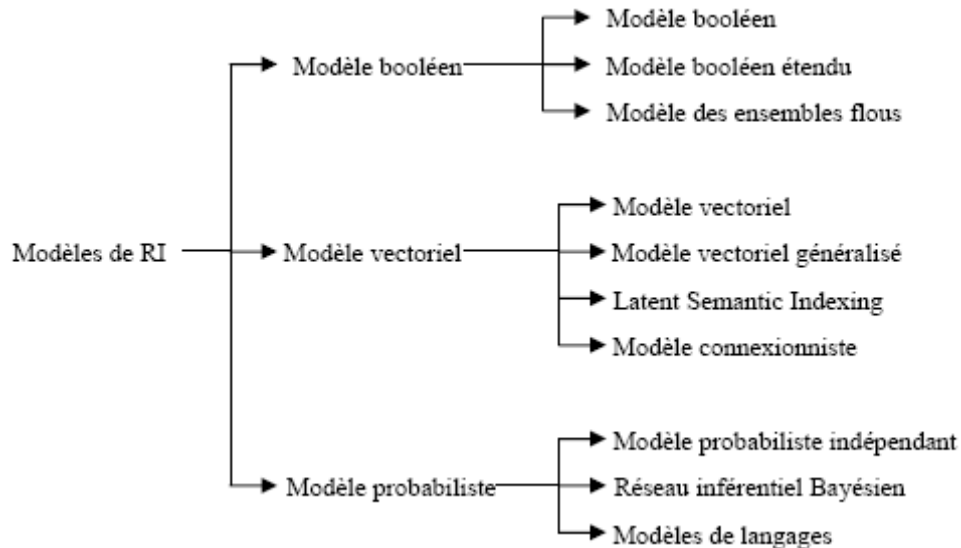 Modèle booléen
Modèle booléen
Modèle booléen étendu
Modèle des ensembles flous
Modèle vectoriel
Modèles de RI
Modèle vectoriel
Modèle vectoriel généralisé
Latent Semantic Indexing
Modèle connexionniste
Modèle probabiliste indépendant
Modèle probabiliste
Réseau inférentiel Bayésien
Modèles de langages